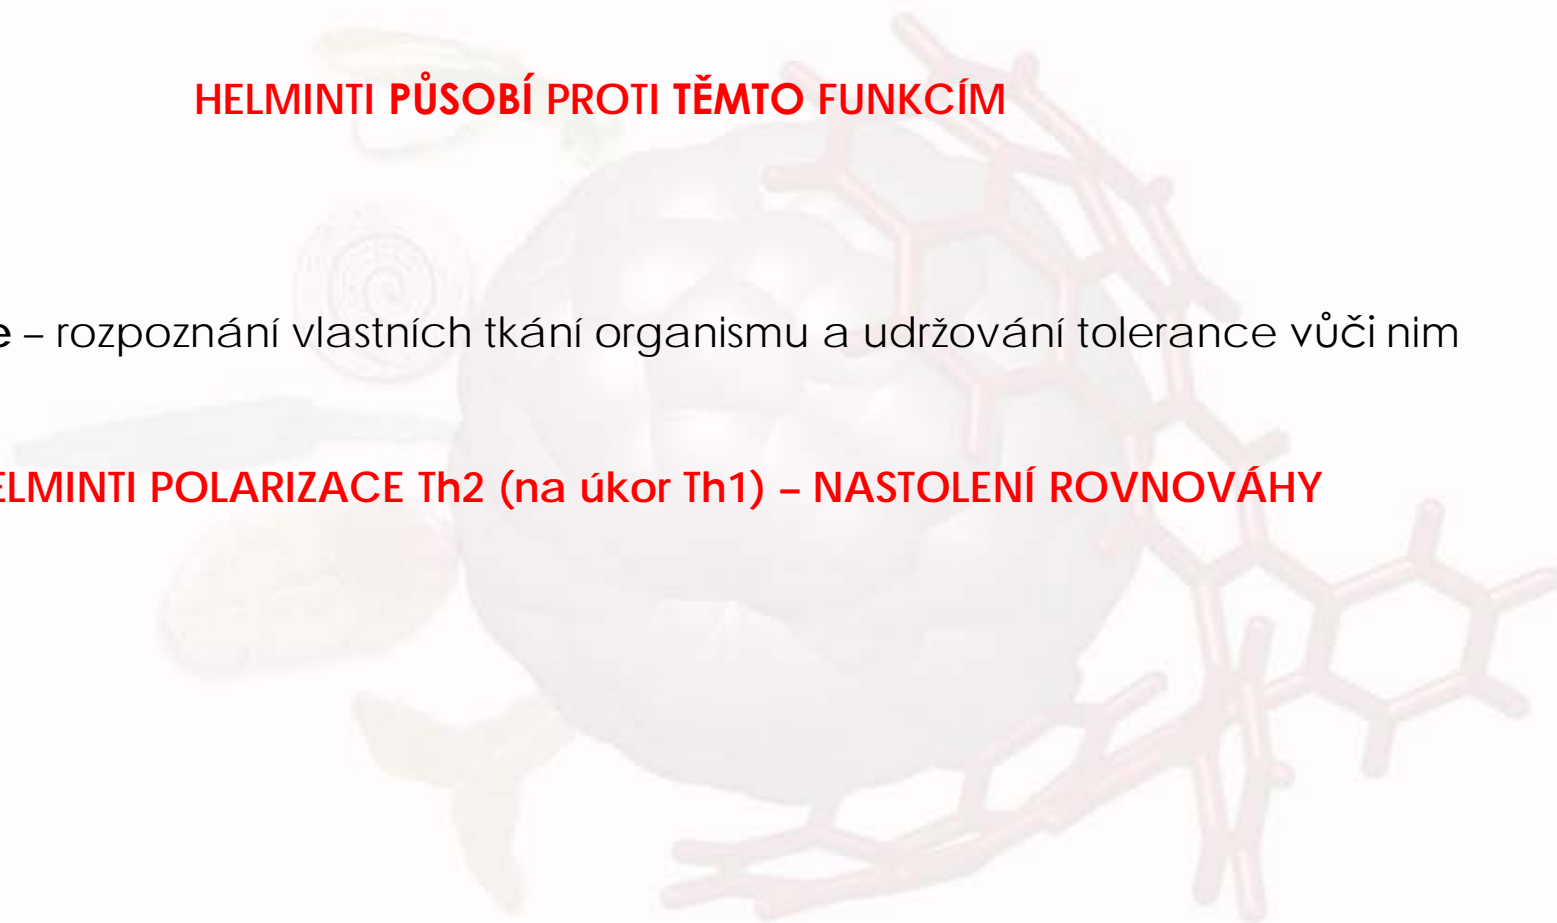 HELMINTI PŮSOBÍ PROTI TĚMTO FUNKCÍM
e – rozpoznání vlastních tkání organismu a udržování tolerance vůči nim
ELMINTI POLARIZACE Th2 (na úkor Th1) – NASTOLENÍ ROVNOVÁHY